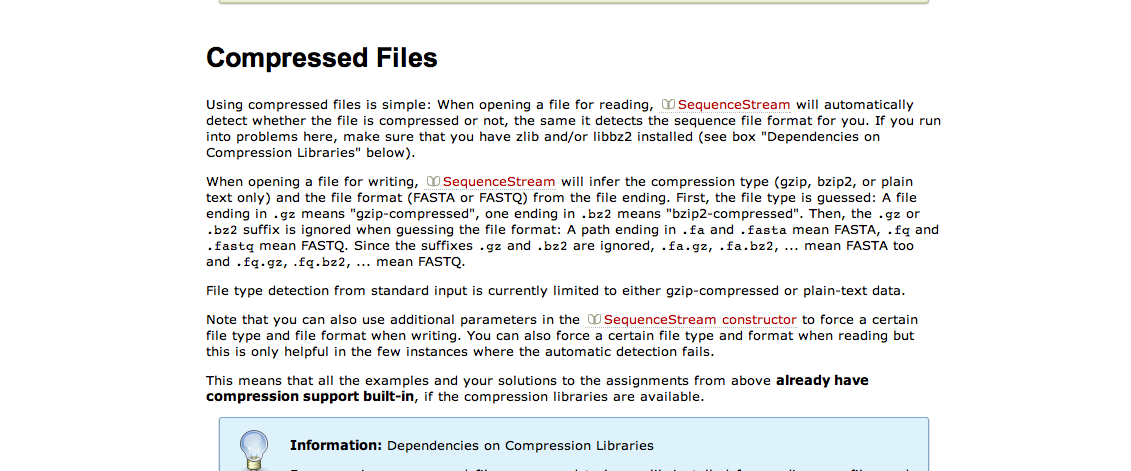 Compressed Files
Using compressed files is simple: When opening a file for reading, SequenceStream will automatically
detect whether the file is compressed or not, the same it detects the sequence file format for you. If you run
into problems here, make sure that you have zlib and/or libbz2 installed (see box "Dependencies on
Compression Libraries" below).
When opening a file for writing, SequenceStream will infer the compression type (gzip, bzip2, or plain
text only) and the file format (FASTA or FASTQ) from the file ending. First, the file type is guessed: A file
ending in .gz means "gzip-compressed", one ending in .bz2 means "bzip2-compressed". Then, the .gz or
.bz2 suffix is ignored when guessing the file format: A path ending in .fa and .fasta mean FASTA, .fq and
.fastq mean FASTQ. Since the suffixes .gz and .bz2 are ignored, .fa.gz, .fa.bz2, ... mean FASTA too
and .fq.gz, .fq.bz2, ... mean FASTQ.
File type detection from standard input is currently limited to either gzip-compressed or plain-text data.
Note that you can also use additional parameters in the SequenceStream constructor to force a certain
file type and file format when writing. You can also force a certain file type and format when reading but
this is only helpful in the few instances where the automatic detection fails.
This means that all the examples and your solutions to the assignments from above already have
compression support built-in, if the compression libraries are available.
Information: Dependencies on Compression Libraries